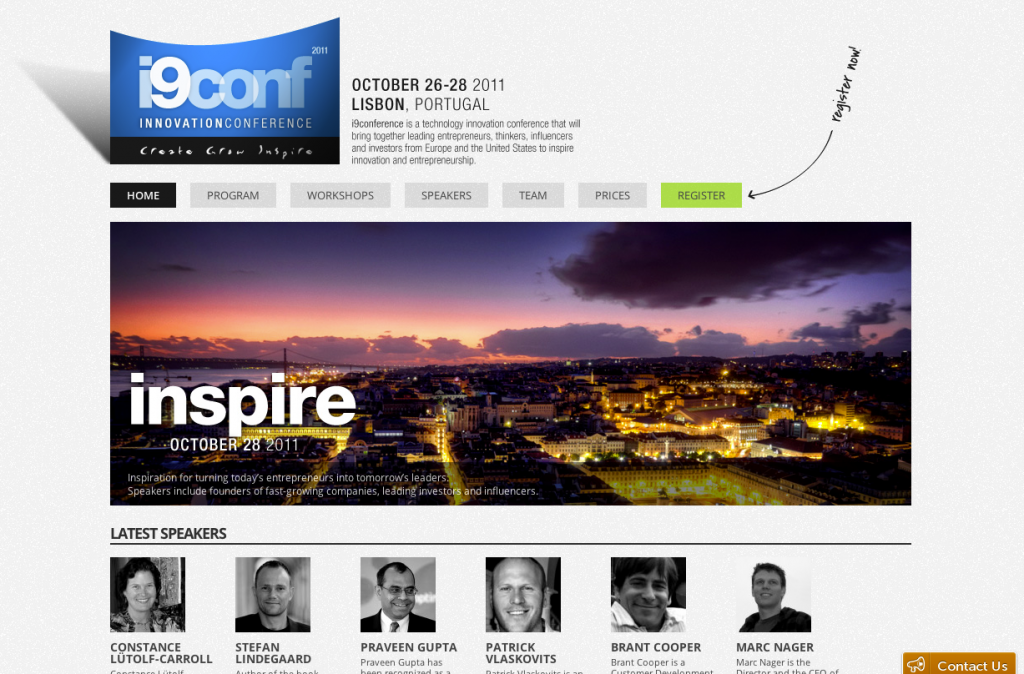 2011
i9conf
INNOVATIONCONFERENCE
Create Grow Inspire
OCTOBER 26-28 2011
LISBON, PORTUGAL
i9conference is a technology innovation conference that will
bring together leading entrepreneurs, thinkers, influencers
and investors from Europe and the United States to inspire
innovation and entrepreneurship.
register now!
HOME PROGRAM WORKSHOPS SPEAKERS TEAM PRICES REGISTER
inspire
OCTOBER 28 2011
Inspiration for turning today's entrepreneurs into tomorrow's leaders.
Speakers include founders of fast-growing companies, leading investors and influencers.
LATEST SPEAKERS
CONSTANCE
LÜTOLF-CARROLL
Constance Lütolf-
STEFAN
LINDEGAARD
Author of the book
PRAVEEN GUPTA
Praveen Gupta has
been recognized as a
PATRICK
VLASKOVITS
Patrick Vlaskovits is an
BRANT COOPER
Brant Cooper is a
Customer Development
MARC NAGER
Marc Nager is the
Director and the CEO of
Contact Us